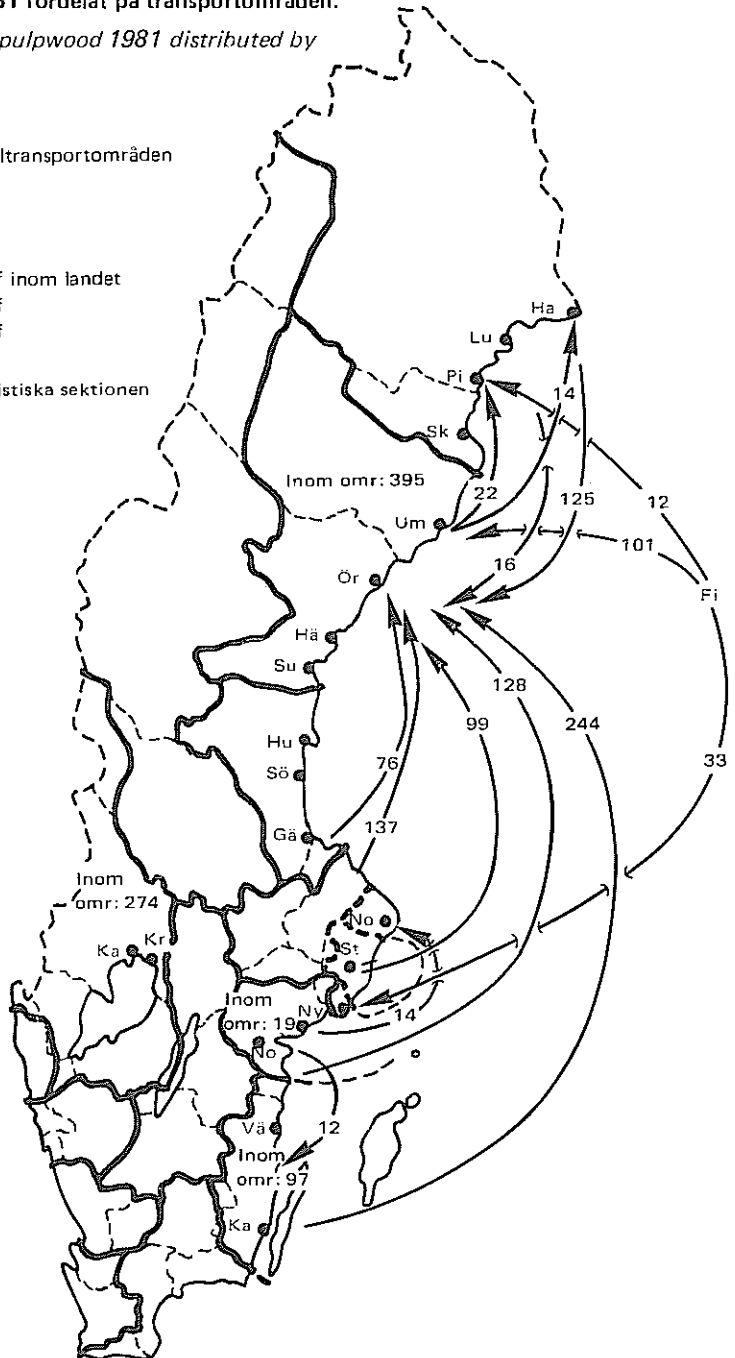 31 fördelat på transportområden.
pulpwood 1981 distributed by
ltransportområden
f inom landet
f
f
istiska sektionen
Ha
Lu
Pi
14
Sk
Inom omr: 395
22
125
12
Um
101
16
Ör
Fi
Hä
Su
128
99
244
Hu
76
33
Sö
137
Gä
Inom
omr: 274
No
Kr
Ka
St
Inom
Ny
omr: 19
14
No
Vä
12
Inom
omr: 97
Ka